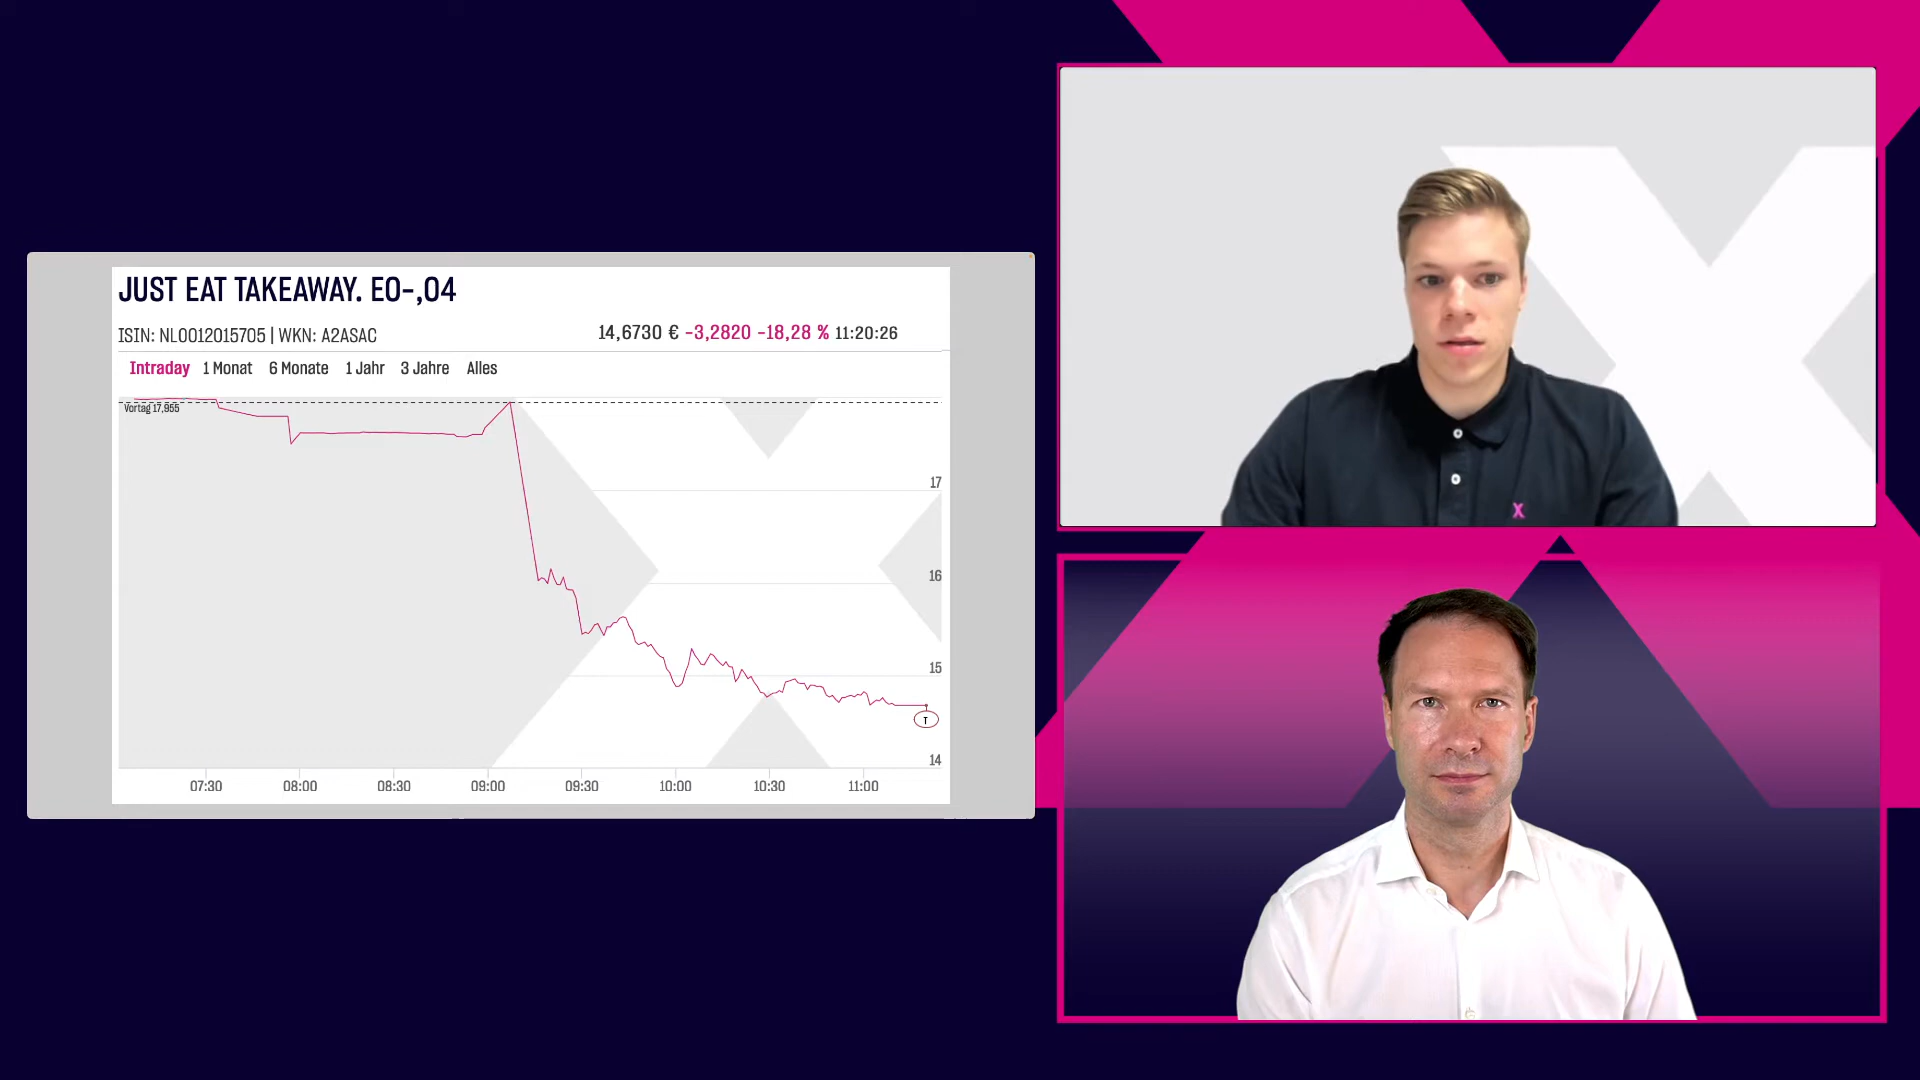 JUST EAT TAKEAWAY. EO-,04
ISIN: NL0012015705 | WKN: A2ASAC
14,6730 € -3,2820 -18,28 % 11:20:26
Intraday 1 Monat 6 Monate 1 Jahr 3 Jahre Alles
Vortag 17,955
17
16
15
T
14
07:30 08:00 08:30 09:00 09:30 10:00 10:30 11:00
X